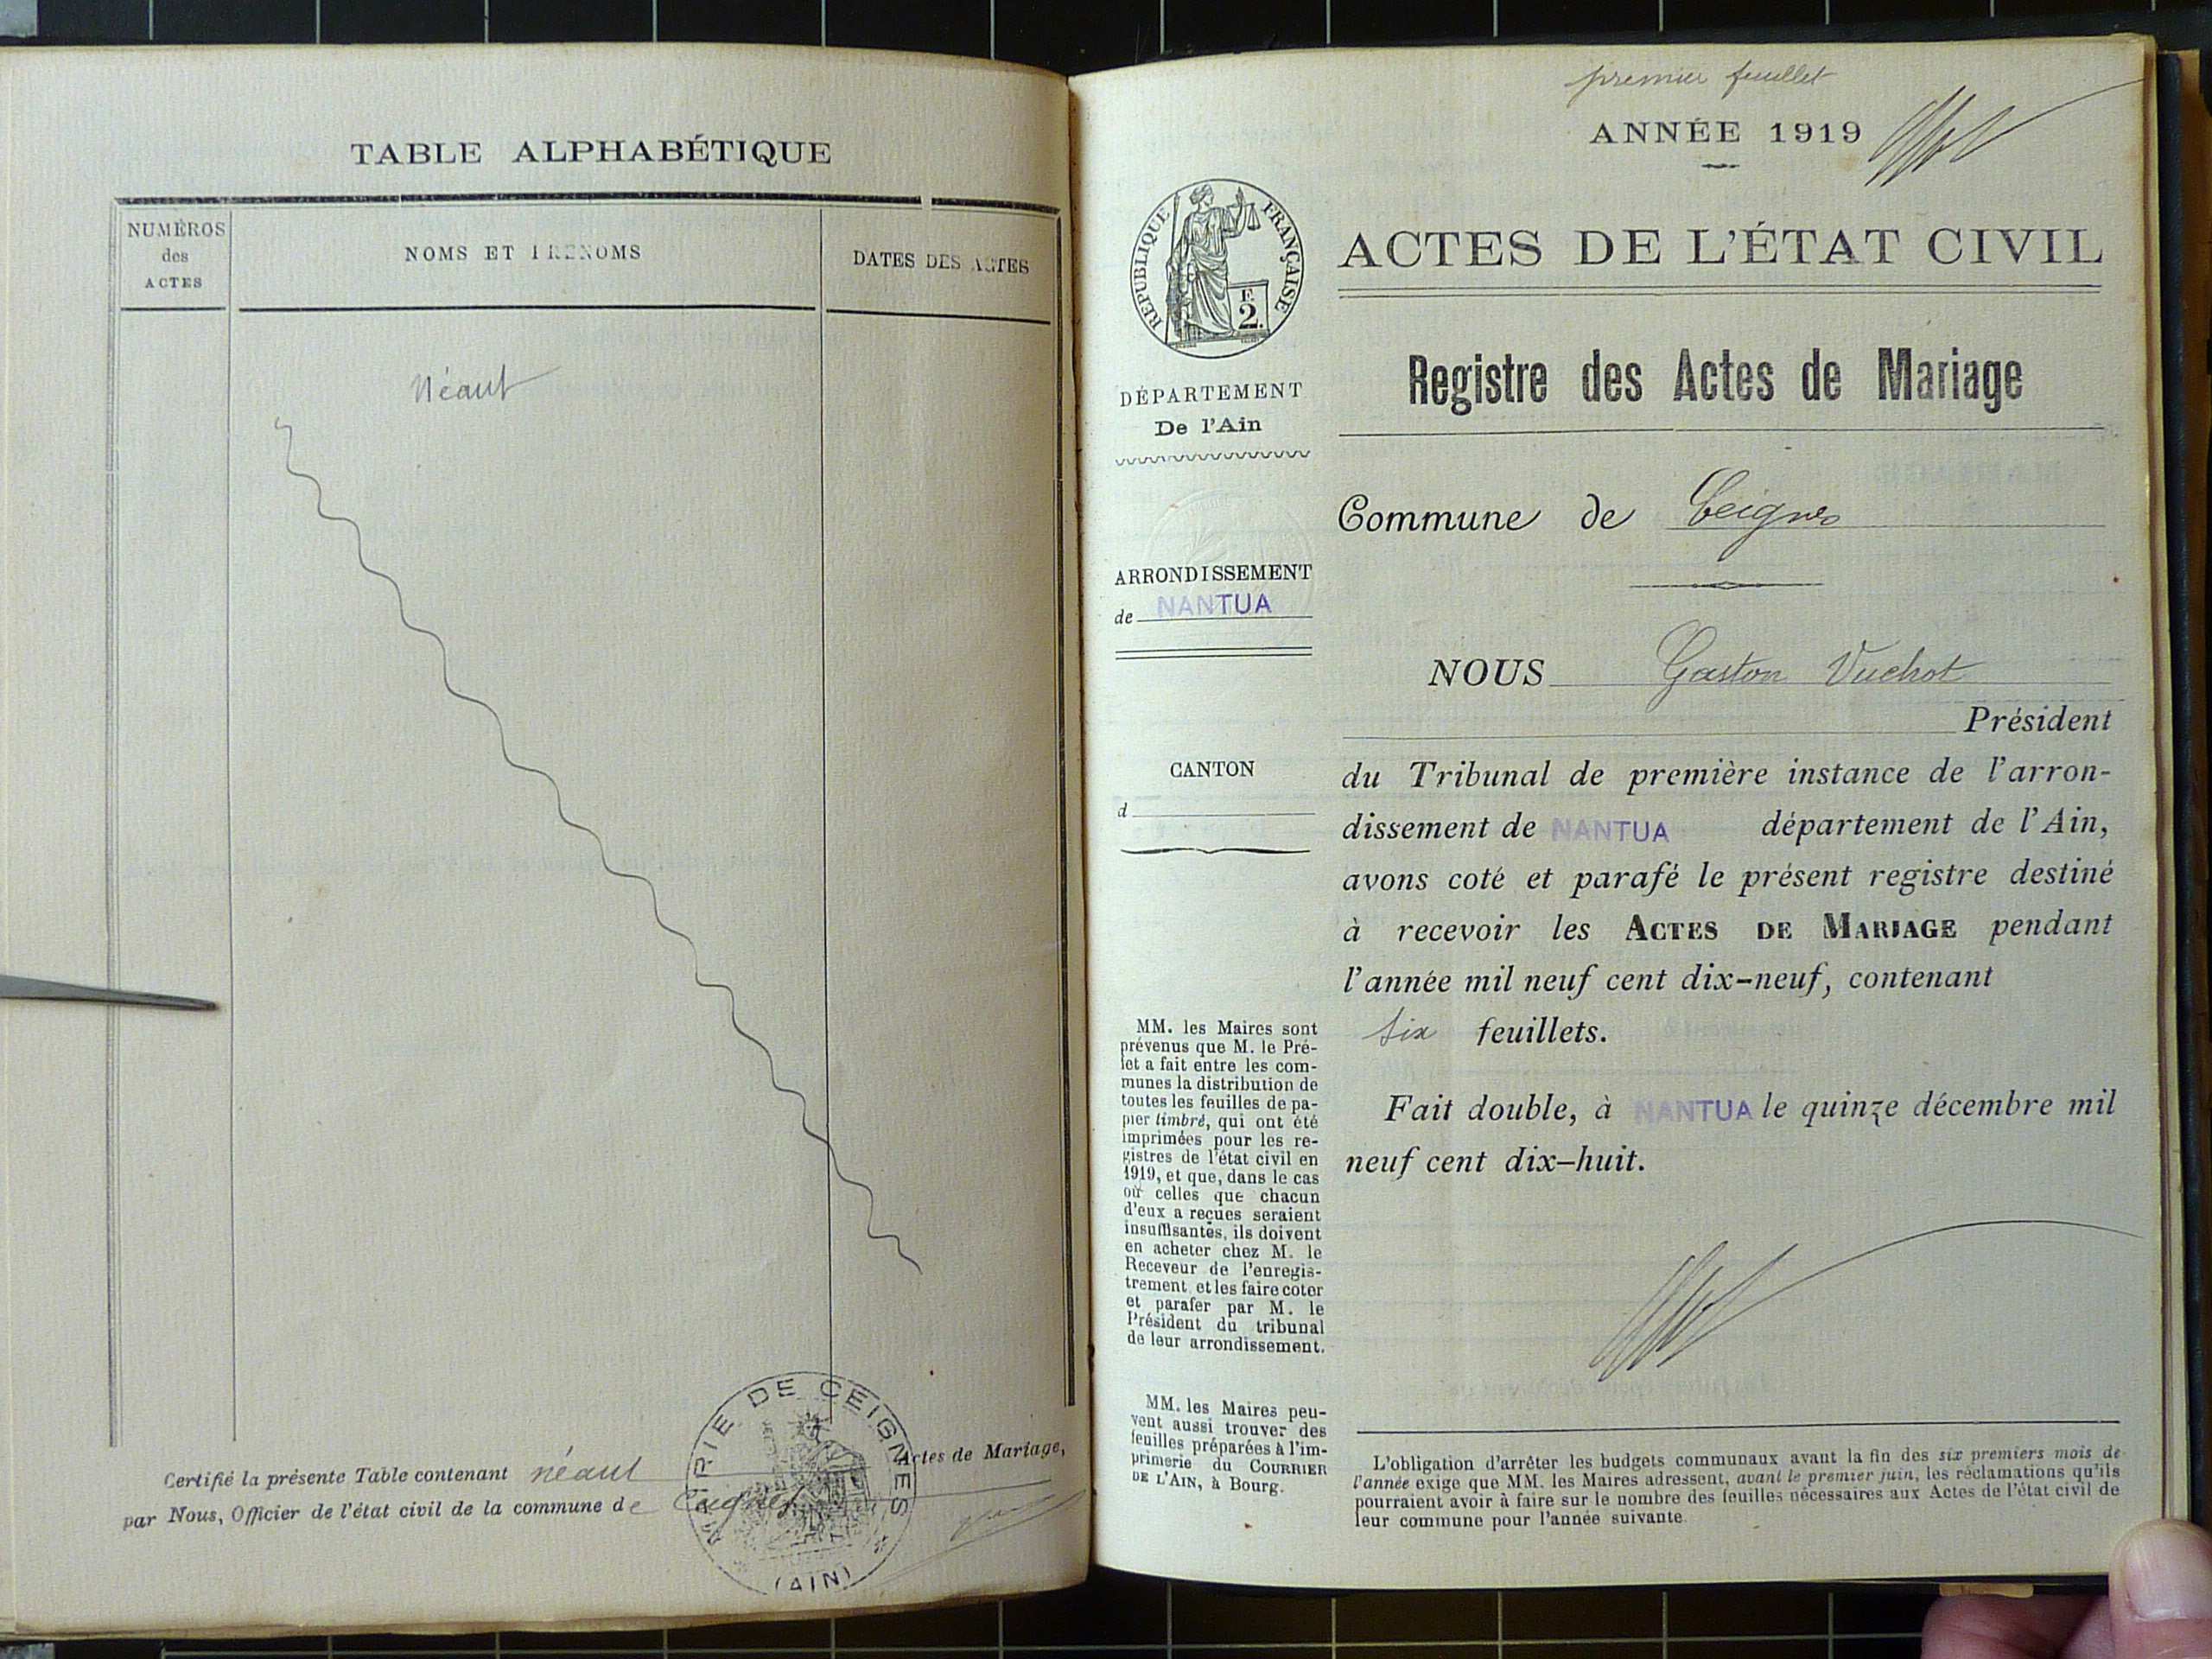 TABLE ALPHABÉTIQUE
NUMÉROS
des
ACTES
NOMS ET PRÉNOMS
DATES DES ACTES
Néant
Certifié la présente Table contenant néant Actes de Mariage,
par Nous, Officier de l'état civil de la commune de Ceignes
MAIRIE DE CEIGNES
(AIN)
premier feuillet
ANNÉE 1919
RÉPUBLIQUE FRANÇAISE
2.
ACTES DE L'ÉTAT CIVIL
Registre des Actes de Mariage
DÉPARTEMENT
De l'Ain
ARRONDISSEMENT
de NANTUA
CANTON
d
MM. les Maires sont
prévenus que M. le Pré-
fet a fait entre les com-
munes la distribution de
toutes les feuilles de pa-
pier timbré, qui ont été
imprimées pour les re-
gistres de l'état civil en
1919, et que, dans le cas
où celles que chacun
d'eux a reçues seraient
insuffisantes, ils doivent
en acheter chez M. le
Receveur de l'enregis-
trement, et les faire coter
et parafer par M. le
Président du tribunal
de leur arrondissement.
MM. les Maires peu-
vent aussi trouver des
feuilles préparées à l'im-
primerie du COURRIER
DE L'AIN, à Bourg.
Commune de Ceignes
NOUS Gaston Vuchot
Président
du Tribunal de première instance de l'arron-
dissement de NANTUA département de l'Ain,
avons coté et parafé le présent registre destiné
à recevoir les ACTES DE MARIAGE pendant
l'année mil neuf cent dix-neuf, contenant
six feuillets.
Fait double, à NANTUA le quinze décembre mil
neuf cent dix-huit.
L'obligation d'arrêter les budgets communaux avant la fin des six premiers mois de
l'année exige que MM. les Maires adressent, avant le premier juin, les réclamations qu'ils
pourraient avoir à faire sur le nombre des feuilles nécessaires aux Actes de l'état civil de
leur commune pour l'année suivante.